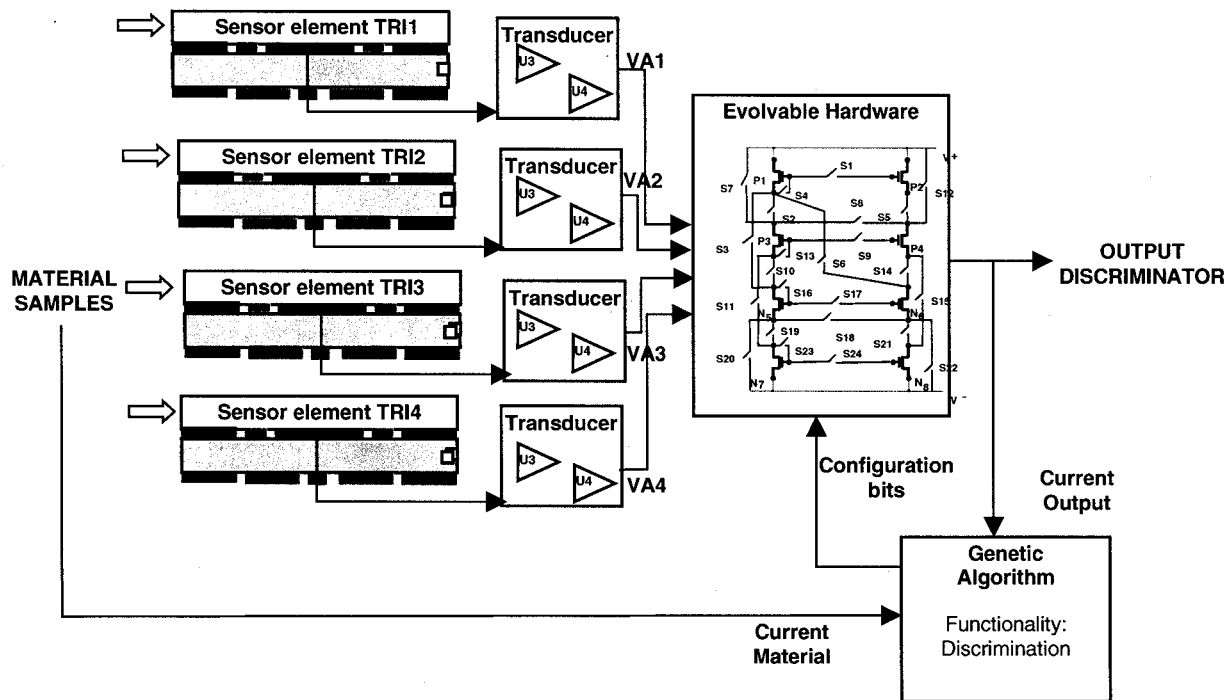 Sensor element TRI1
Transducer
U3
U4
VA1
Sensor element TRI2
Transducer
U3
U4
VA2
MATERIAL
SAMPLES
Sensor element TRI3
Transducer
U3
U4
VA3
Sensor element TRI4
Transducer
U3
U4
VA4
Evolvable Hardware
V+
S1
S7
P1
P2
S12
S4
S2
S8
S5
S3
P3
P4
S13
S9
S6
S10
S14
S11
S16
S17
S15
N5
N6
S19
S18
S21
S20
S23
S24
S22
N7
N8
V-
OUTPUT
DISCRIMINATOR
Configuration
bits
Current
Output
Genetic
Algorithm
Functionality:
Discrimination
Current
Material